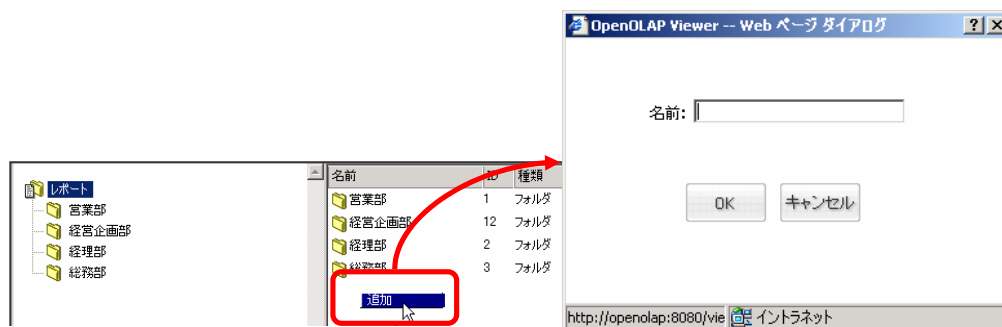 OpenOLAP Viewer -- Web ページ ダイアログ
名前:
OK
キャンセル
http://openolap:8080/vie
イントラネット
レポート
営業部
経営企画部
経理部
総務部
名前 ID 種類
営業部 1 フォルダ
経営企画部 12 フォルダ
経理部 2 フォルダ
総務部 3 フォルダ
追加